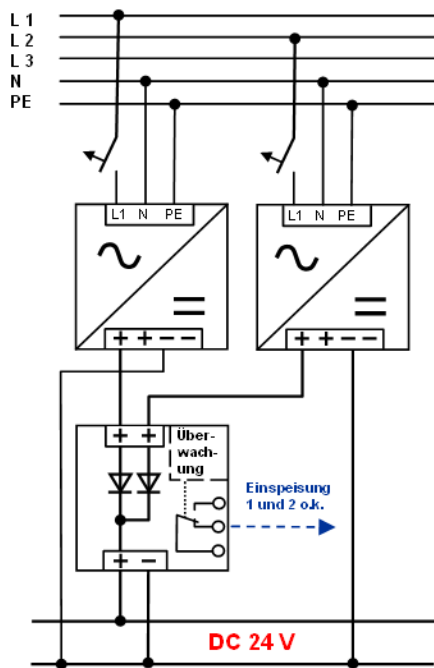 L 1
L 2
L 3
N
PE
L1 N PE
L1 N PE
+ + − −
+ + − −
+ +
Über-
wach-
ung
Einspeisung
1 und 2 o.k.
+ −
DC 24 V